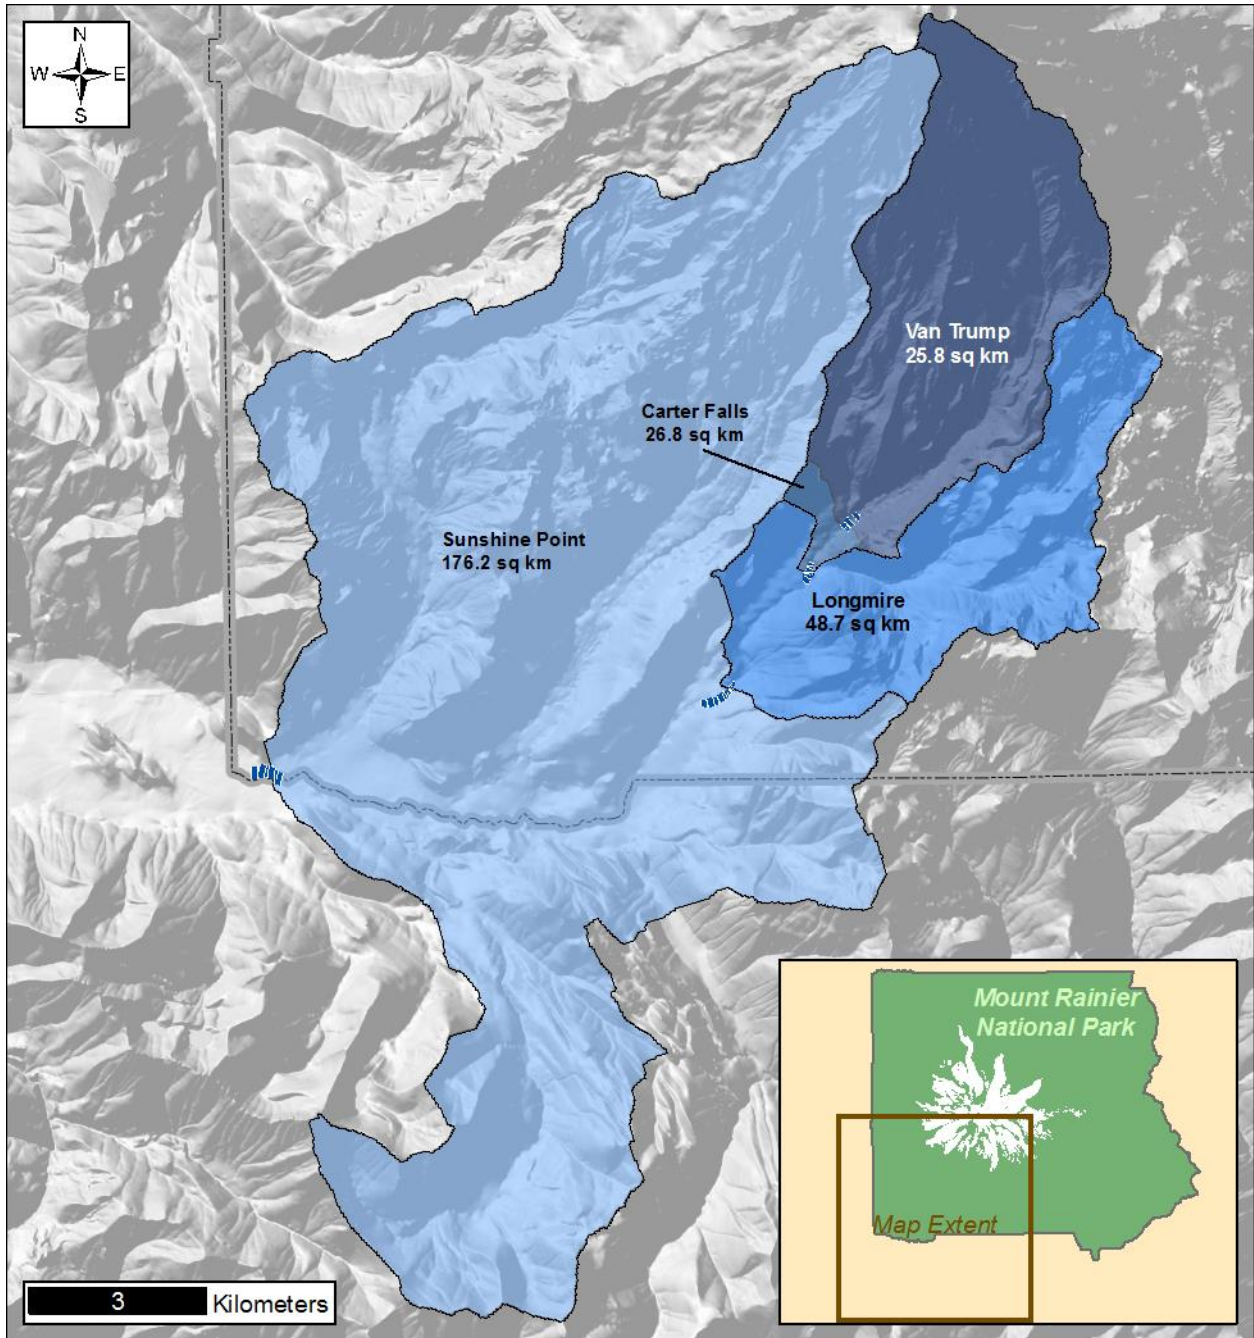 N
W E
S
Van Trump
25.8 sq km
Carter Falls
26.8 sq km
Sunshine Point
176.2 sq km
Longmire
48.7 sq km
Mount Rainier
National Park
Map Extent
3 Kilometers